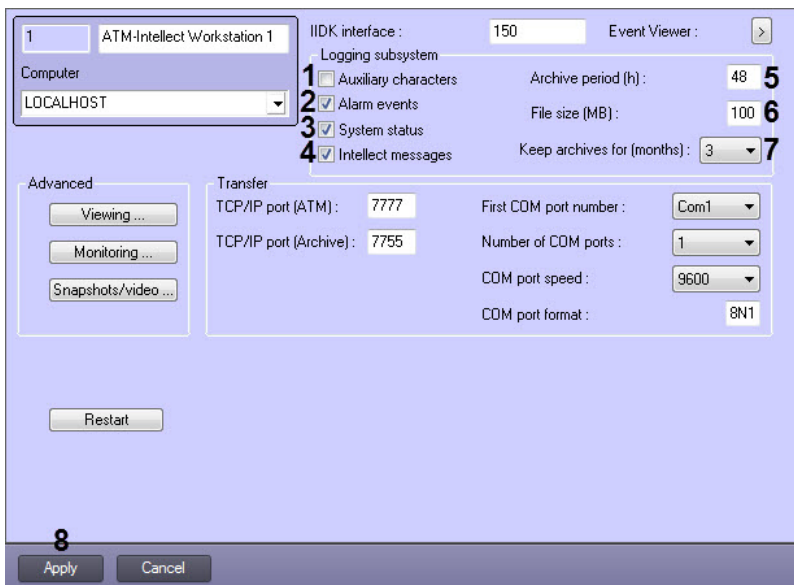 1 ATM-Intellect Workstation 1 IIDK interface : 150 Event Viewer : >
Logging subsystem
Computer 1 Auxiliary characters Archive period (h) : 48 5
LOCALHOST 2 Alarm events File size (MB) : 100 6
3 System status
4 Intellect messages Keep archives for (months) : 3 7
Advanced Transfer
Viewing ... TCP/IP port (ATM) : 7777 First COM port number : Com1
Monitoring ... TCP/IP port (Archive) : 7755 Number of COM ports : 1
Snapshots/video ... COM port speed : 9600
COM port format : 8N1
Restart
8
Apply Cancel